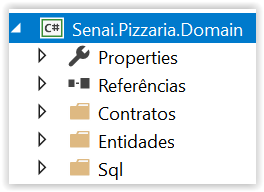 C# Senai.Pizzaria.Domain
Properties
Referências
Contratos
Entidades
Sql